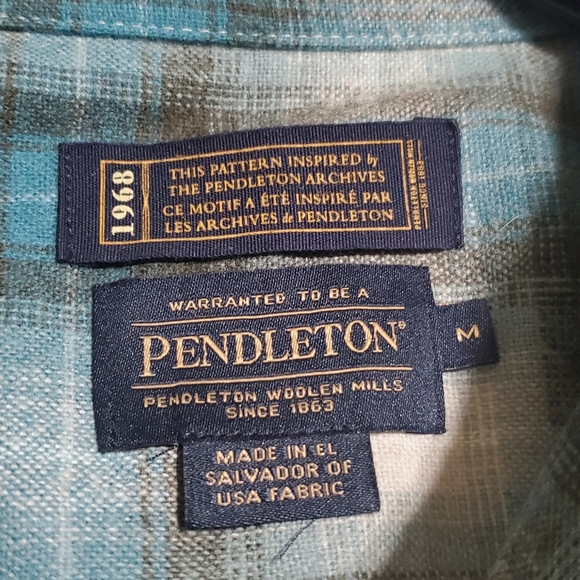 1968
THIS PATTERN INSPIRED by
THE PENDLETON ARCHIVES
CE MOTIF A ÉTÉ INSPIRÉ PAR
LES ARCHIVES de PENDLETON
PENDLETON WOOLEN MILLS
SINCE 1863
WARRANTED TO BE A
PENDLETON®
PENDLETON WOOLEN MILLS
SINCE 1863
M
MADE IN EL
SALVADOR OF
USA FABRIC